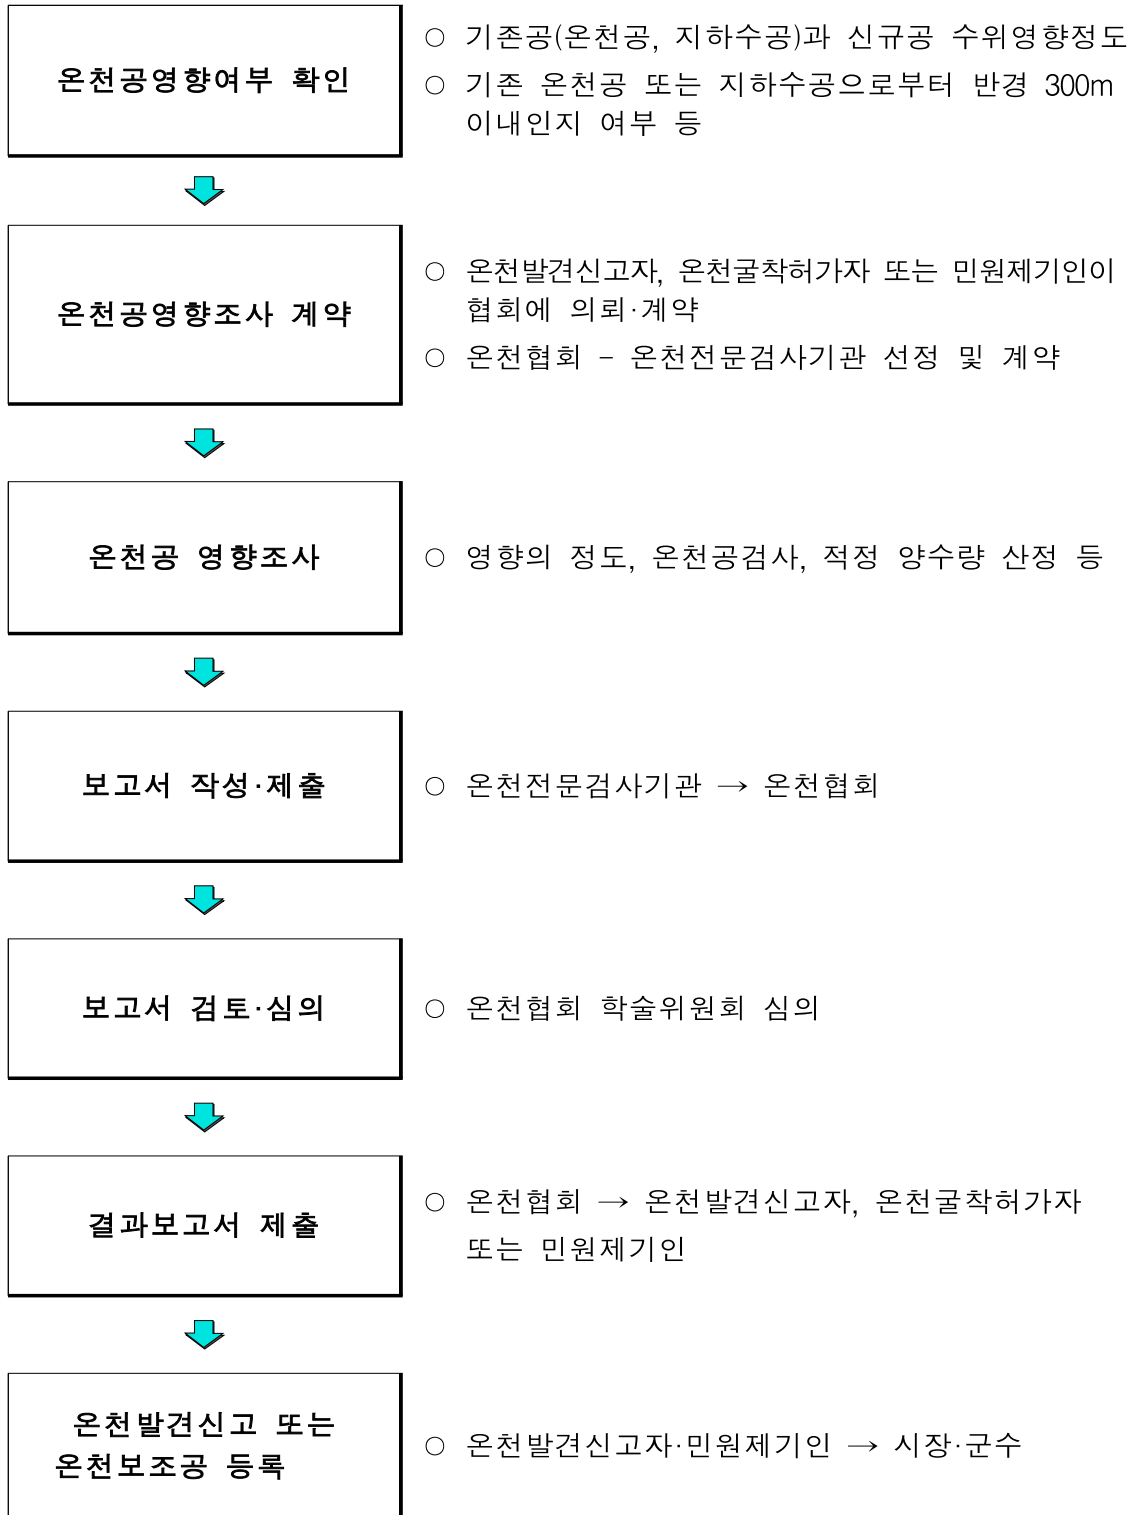 온천공영향여부 확인
○ 기존공(온천공, 지하수공)과 신규공 수위영향정도
○ 기존 온천공 또는 지하수공으로부터 반경 300m
이내인지 여부 등
온천공영향조사 계약
○ 온천발견신고자, 온천굴착허가자 또는 민원제기인이
협회에 의뢰·계약
○ 온천협회 - 온천전문검사기관 선정 및 계약
온천공 영향조사
○ 영향의 정도, 온천공검사, 적정 양수량 산정 등
보고서 작성·제출
○ 온천전문검사기관 → 온천협회
보고서 검토·심의
○ 온천협회 학술위원회 심의
결과보고서 제출
○ 온천협회 → 온천발견신고자, 온천굴착허가자
또는 민원제기인
온천발견신고 또는
온천보조공 등록
○ 온천발견신고자·민원제기인 → 시장·군수